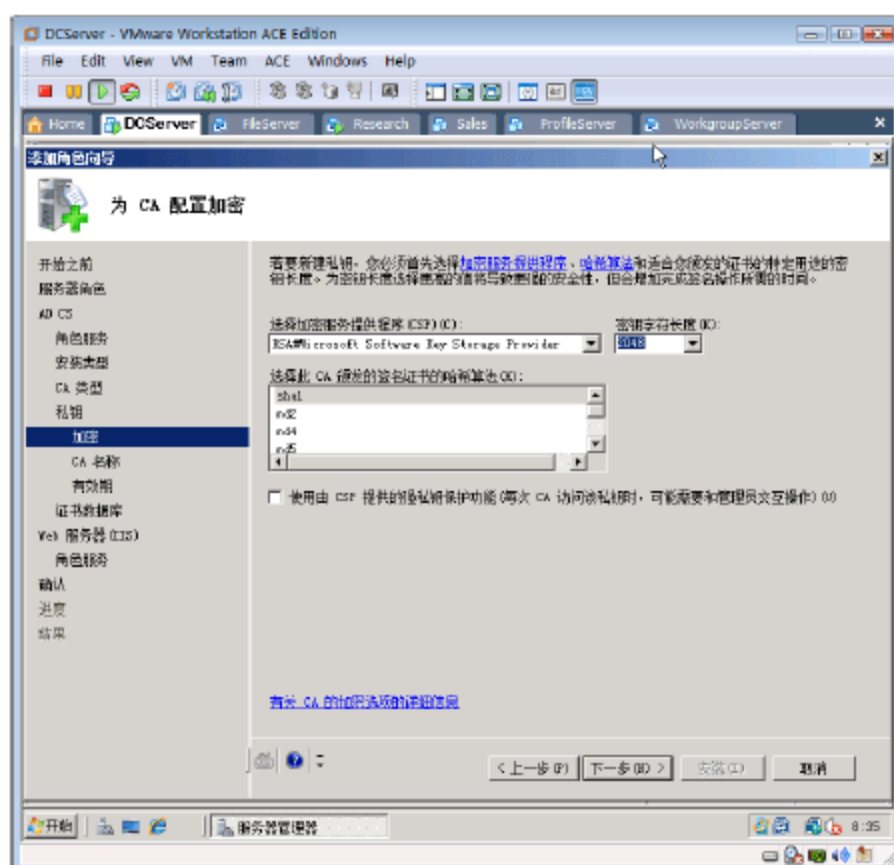 DCServer - VMware Workstation ACE Edition
File Edit View VM Team ACE Windows Help
Home DCServer FileServer Research Sales ProfileServer WorkgroupServer
添加角色向导
为 CA 配置加密
开始之前
服务器角色
AD CS
角色服务
安装类型
CA 类型
私钥
加密
CA 名称
有效期
证书数据库
Web 服务器(IIS)
角色服务
确认
进度
结果
若要新建私钥，您必须首先选择加密服务提供程序、哈希算法和适合您颁发的证书的特定用途的密
钥长度。为密钥长度选择更高的值将导致更强的安全性，但会增加完成签名操作所需的时间。
选择加密服务提供程序(CSP)(C):
密钥字符长度(K):
RSA#Microsoft Software Key Storage Provider
2048
选择此 CA 颁发的签名证书的哈希算法(H):
sha1
md2
md4
md5
使用由 CSP 提供的强私钥保护功能(每次 CA 访问该私钥时，可能需要和管理员交互操作)(U)
有关 CA 的加密选项的详细信息
<上一步(P) 下一步(N) > 安装(I) 取消
开始 服务器管理器 8:35